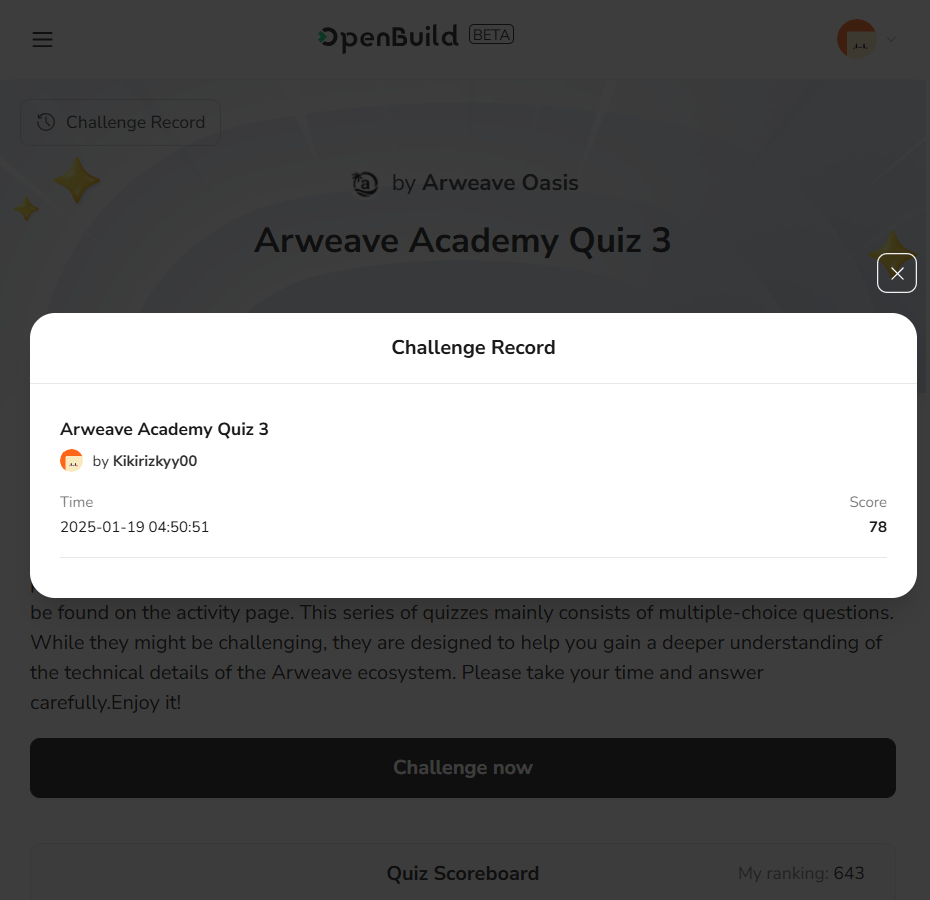 OpenBuild BETA
Challenge Record
by Arweave Oasis
Arweave Academy Quiz 3
Challenge Record
Arweave Academy Quiz 3
by Kikirizkyy00
Time Score
2025-01-19 04:50:51 78
be found on the activity page. This series of quizzes mainly consists of multiple-choice questions.
While they might be challenging, they are designed to help you gain a deeper understanding of
the technical details of the Arweave ecosystem. Please take your time and answer
carefully.Enjoy it!
Challenge now
Quiz Scoreboard My ranking: 643